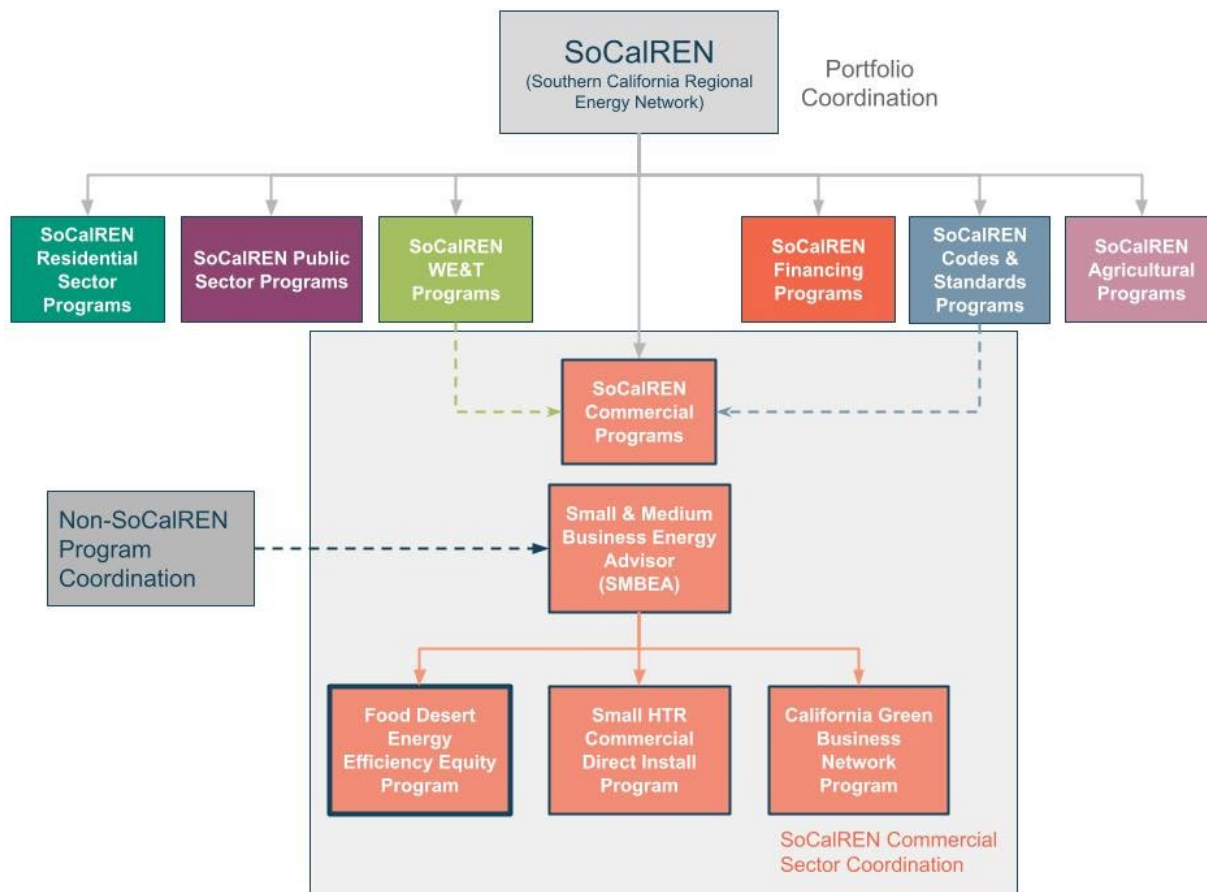 SoCalREN
(Southern California Regional
Energy Network)
Portfolio
Coordination
SoCalREN
Residential
Sector
Programs
SoCalREN Public
Sector Programs
SoCalREN
WE&T
Programs
SoCalREN
Financing
Programs
SoCalREN
Codes &
Standards
Programs
SoCalREN
Agricultural
Programs
SoCalREN
Commercial
Programs
Non-SoCalREN
Program
Coordination
Small & Medium
Business Energy
Advisor
(SMBEA)
Food Desert
Energy
Efficiency Equity
Program
Small HTR
Commercial
Direct Install
Program
California Green
Business
Network
Program
SoCalREN Commercial
Sector Coordination